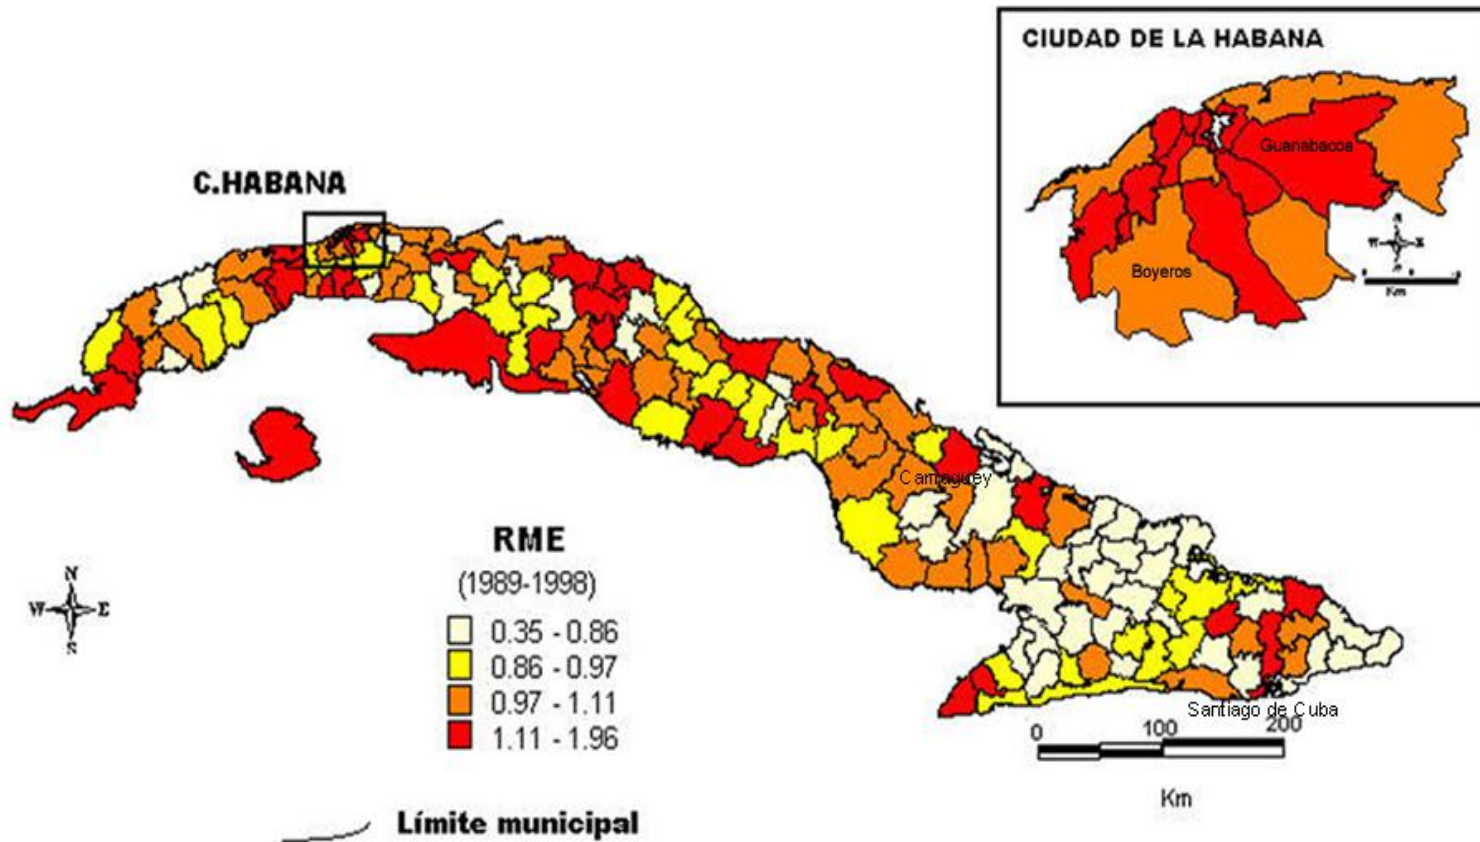 CIUDAD DE LA HABANA
Guanabacoa
Boyeros
N
W E
S
Km
C.HABANA
Camaguey
Santiago de Cuba
RME
(1989-1998)
0.35 - 0.86
0.86 - 0.97
0.97 - 1.11
1.11 - 1.96
N
W E
S
0 100 200
Km
Límite municipal